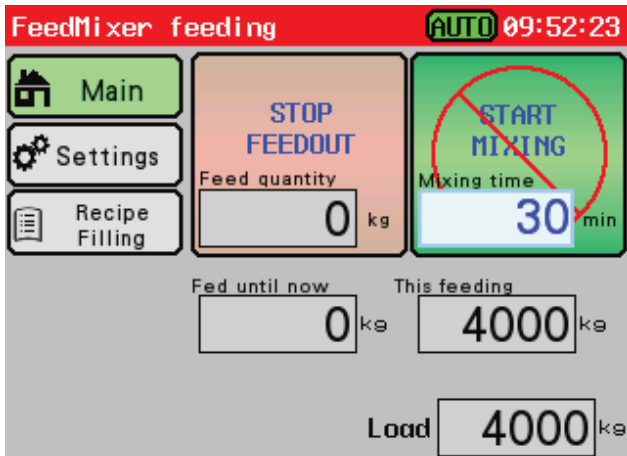 FeedMixer feeding AUTO 09:52:23
Main
Settings
Recipe
Filling
STOP
FEEDOUT
Feed quantity
0 kg
START
MIXING
Mixing time
30 min
Fed until now
0 kg
This feeding
4000 kg
Load 4000 kg